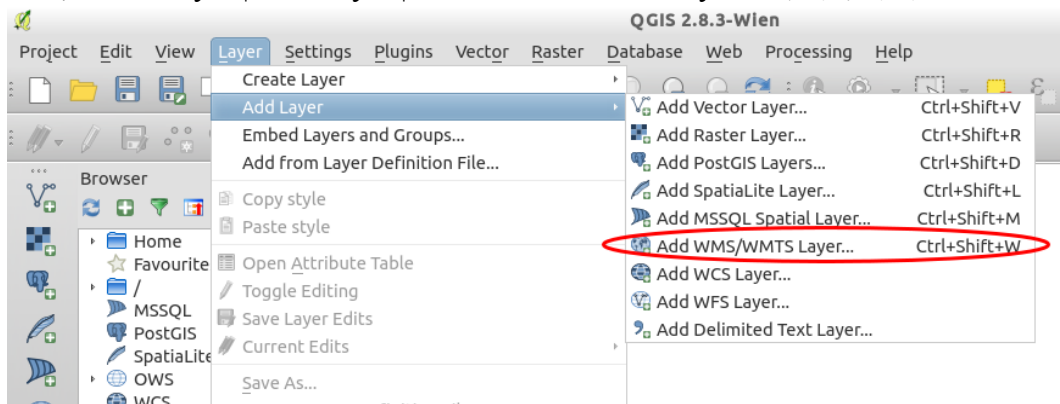 QGIS 2.8.3-Wien
Project Edit View Layer Settings Plugins Vector Raster Database Web Processing Help
Create Layer
Add Layer
Embed Layers and Groups...
Add from Layer Definition File...
Copy style
Paste style
Open Attribute Table
Toggle Editing
Save Layer Edits
Current Edits
Save As...
Add Vector Layer... Ctrl+Shift+V
Add Raster Layer... Ctrl+Shift+R
Add PostGIS Layers... Ctrl+Shift+D
Add SpatiaLite Layer... Ctrl+Shift+L
Add MSSQL Spatial Layer... Ctrl+Shift+M
Add WMS/WMTS Layer... Ctrl+Shift+W
Add WCS Layer...
Add WFS Layer...
Add Delimited Text Layer...
Browser
Home
Favourite
/
MSSQL
PostGIS
SpatiaLite
OWS
WCS